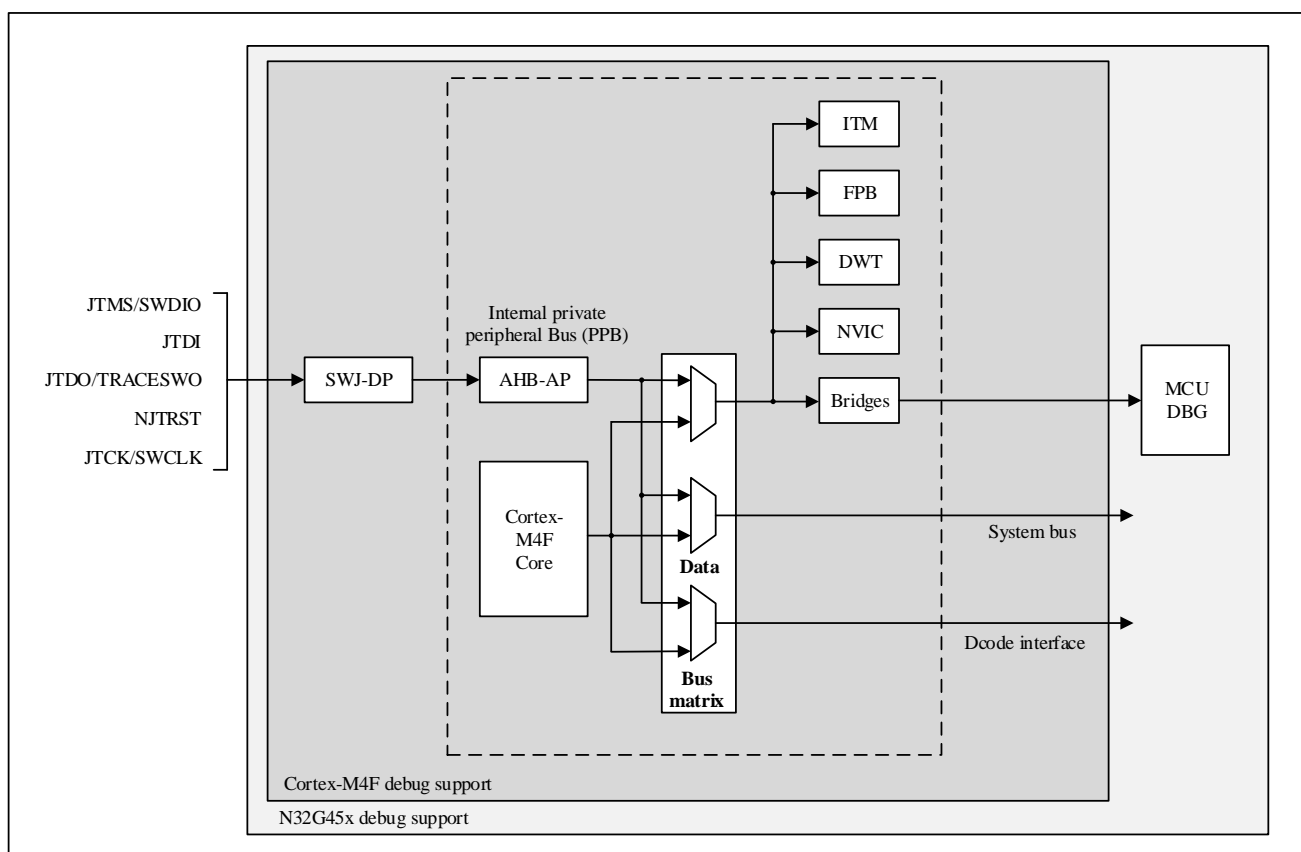 ITM
FPB
DWT
NVIC
Bridges
JTMS/SWDIO
JTDI
JTDO/TRACESWO
NJTRST
JTCK/SWCLK
SWJ-DP
Internal private
peripheral Bus (PPB)
AHB-AP
Cortex-
M4F
Core
Data
Bus
matrix
MCU
DBG
System bus
Dcode interface
Cortex-M4F debug support
N32G45x debug support